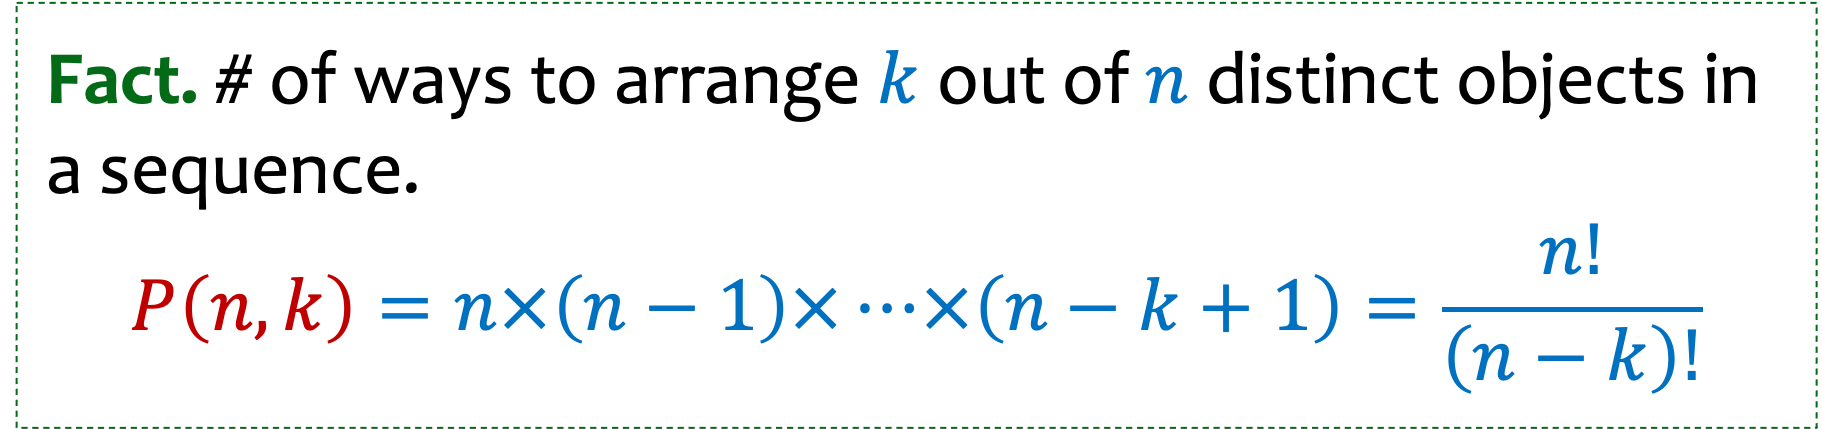 Fact. # of ways to arrange k out of n distinct objects in
a sequence.
P(n, k) = n×(n − 1)× ⋯×(n − k + 1) = n! / (n − k)!